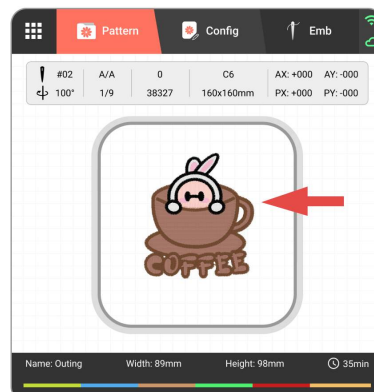 Pattern Config Emb
#02 A/A 0 C6 AX: +000 AY: -000
100° 1/9 38327 160x160mm PX: +000 PY: -000
COFFEE
Name: Outing Width: 89mm Height: 98mm 35min